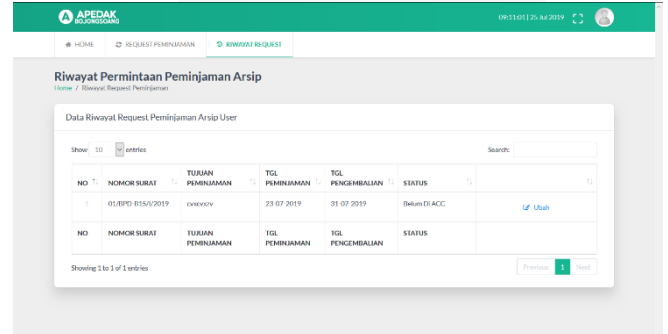 APEDAK
BOJONGSOANG
09:11:01 | 25 Jul 2019
HOME
REQUEST PEMINJAMAN
RIWAYAT REQUEST
Riwayat Permintaan Peminjaman Arsip
Home / Riwayat Request Peminjaman
Data Riwayat Request Peminjaman Arsip User
Show 10 entries
Search:
NO NOMOR SURAT TUJUAN PEMINJAMAN TGL PEMINJAMAN TGL PENGEMBALIAN STATUS
1 01/BPD-B15/I/2019 cvxcvxzv 23-07-2019 31-07-2019 Belum Di ACC Ubah
NO NOMOR SURAT TUJUAN PEMINJAMAN TGL PEMINJAMAN TGL PENGEMBALIAN STATUS
Showing 1 to 1 of 1 entries
Previous 1 Next